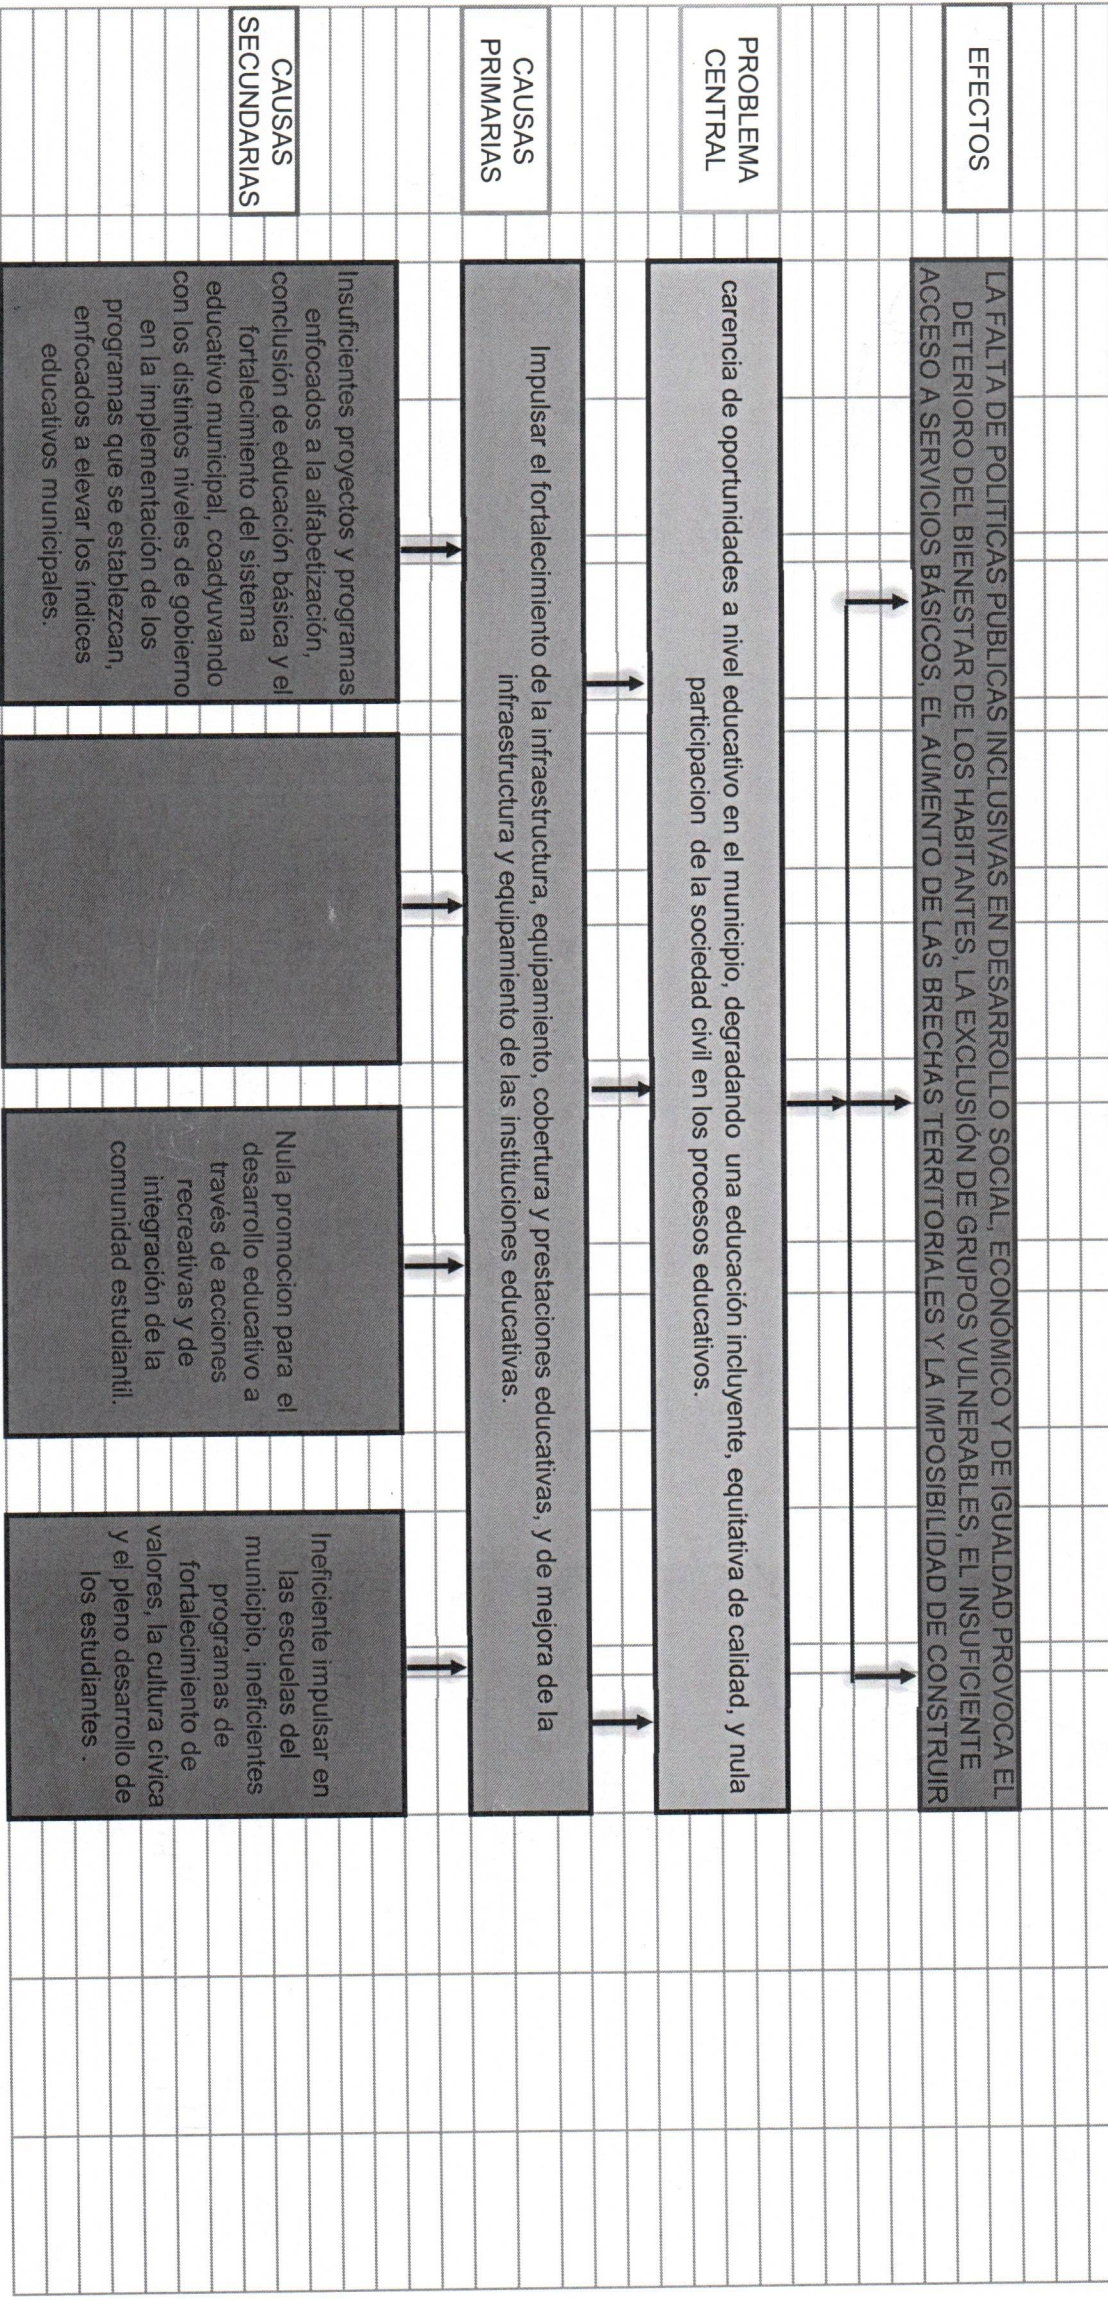 EFECTOS
LA FALTA DE POLÍTICAS PÚBLICAS INCLUSIVAS EN DESARROLLO SOCIAL, ECONÓMICO Y DE IGUALDAD PROVOCA EL
DETERIORO DEL BIENESTAR DE LOS HABITANTES, LA EXCLUSIÓN DE GRUPOS VULNERABLES, EL INSUFICIENTE
ACCESO A SERVICIOS BÁSICOS, EL AUMENTO DE LAS BRECHAS TERRITORIALES Y LA IMPOSIBILIDAD DE CONSTRUIR
PROBLEMA
CENTRAL
carencia de oportunidades a nivel educativo en el municipio, degradando una educación incluyente, equitativa de calidad, y nula
participacion de la sociedad civil en los procesos educativos.
CAUSAS
PRIMARIAS
Impulsar el fortalecimiento de la infraestructura, equipamiento, cobertura y prestaciones educativas, y de mejora de la
infraestructura y equipamiento de las instituciones educativas.
CAUSAS
SECUNDARIAS
Insuficientes proyectos y programas
enfocados a la alfabetización,
conclusión de educación básica y el
fortalecimiento del sistema
educativo municipal, coadyuvando
con los distintos niveles de gobierno
en la implementación de los
programas que se establezcan,
enfocados a elevar los índices
educativos municipales.
Nula promocion para el
desarrollo educativo a
través de acciones
recreativas y de
integración de la
comunidad estudiantil.
Ineficiente impulsar en
las escuelas del
municipio, ineficientes
programas de
fortalecimiento de
valores, la cultura cívica
y el pleno desarrollo de
los estudiantes .